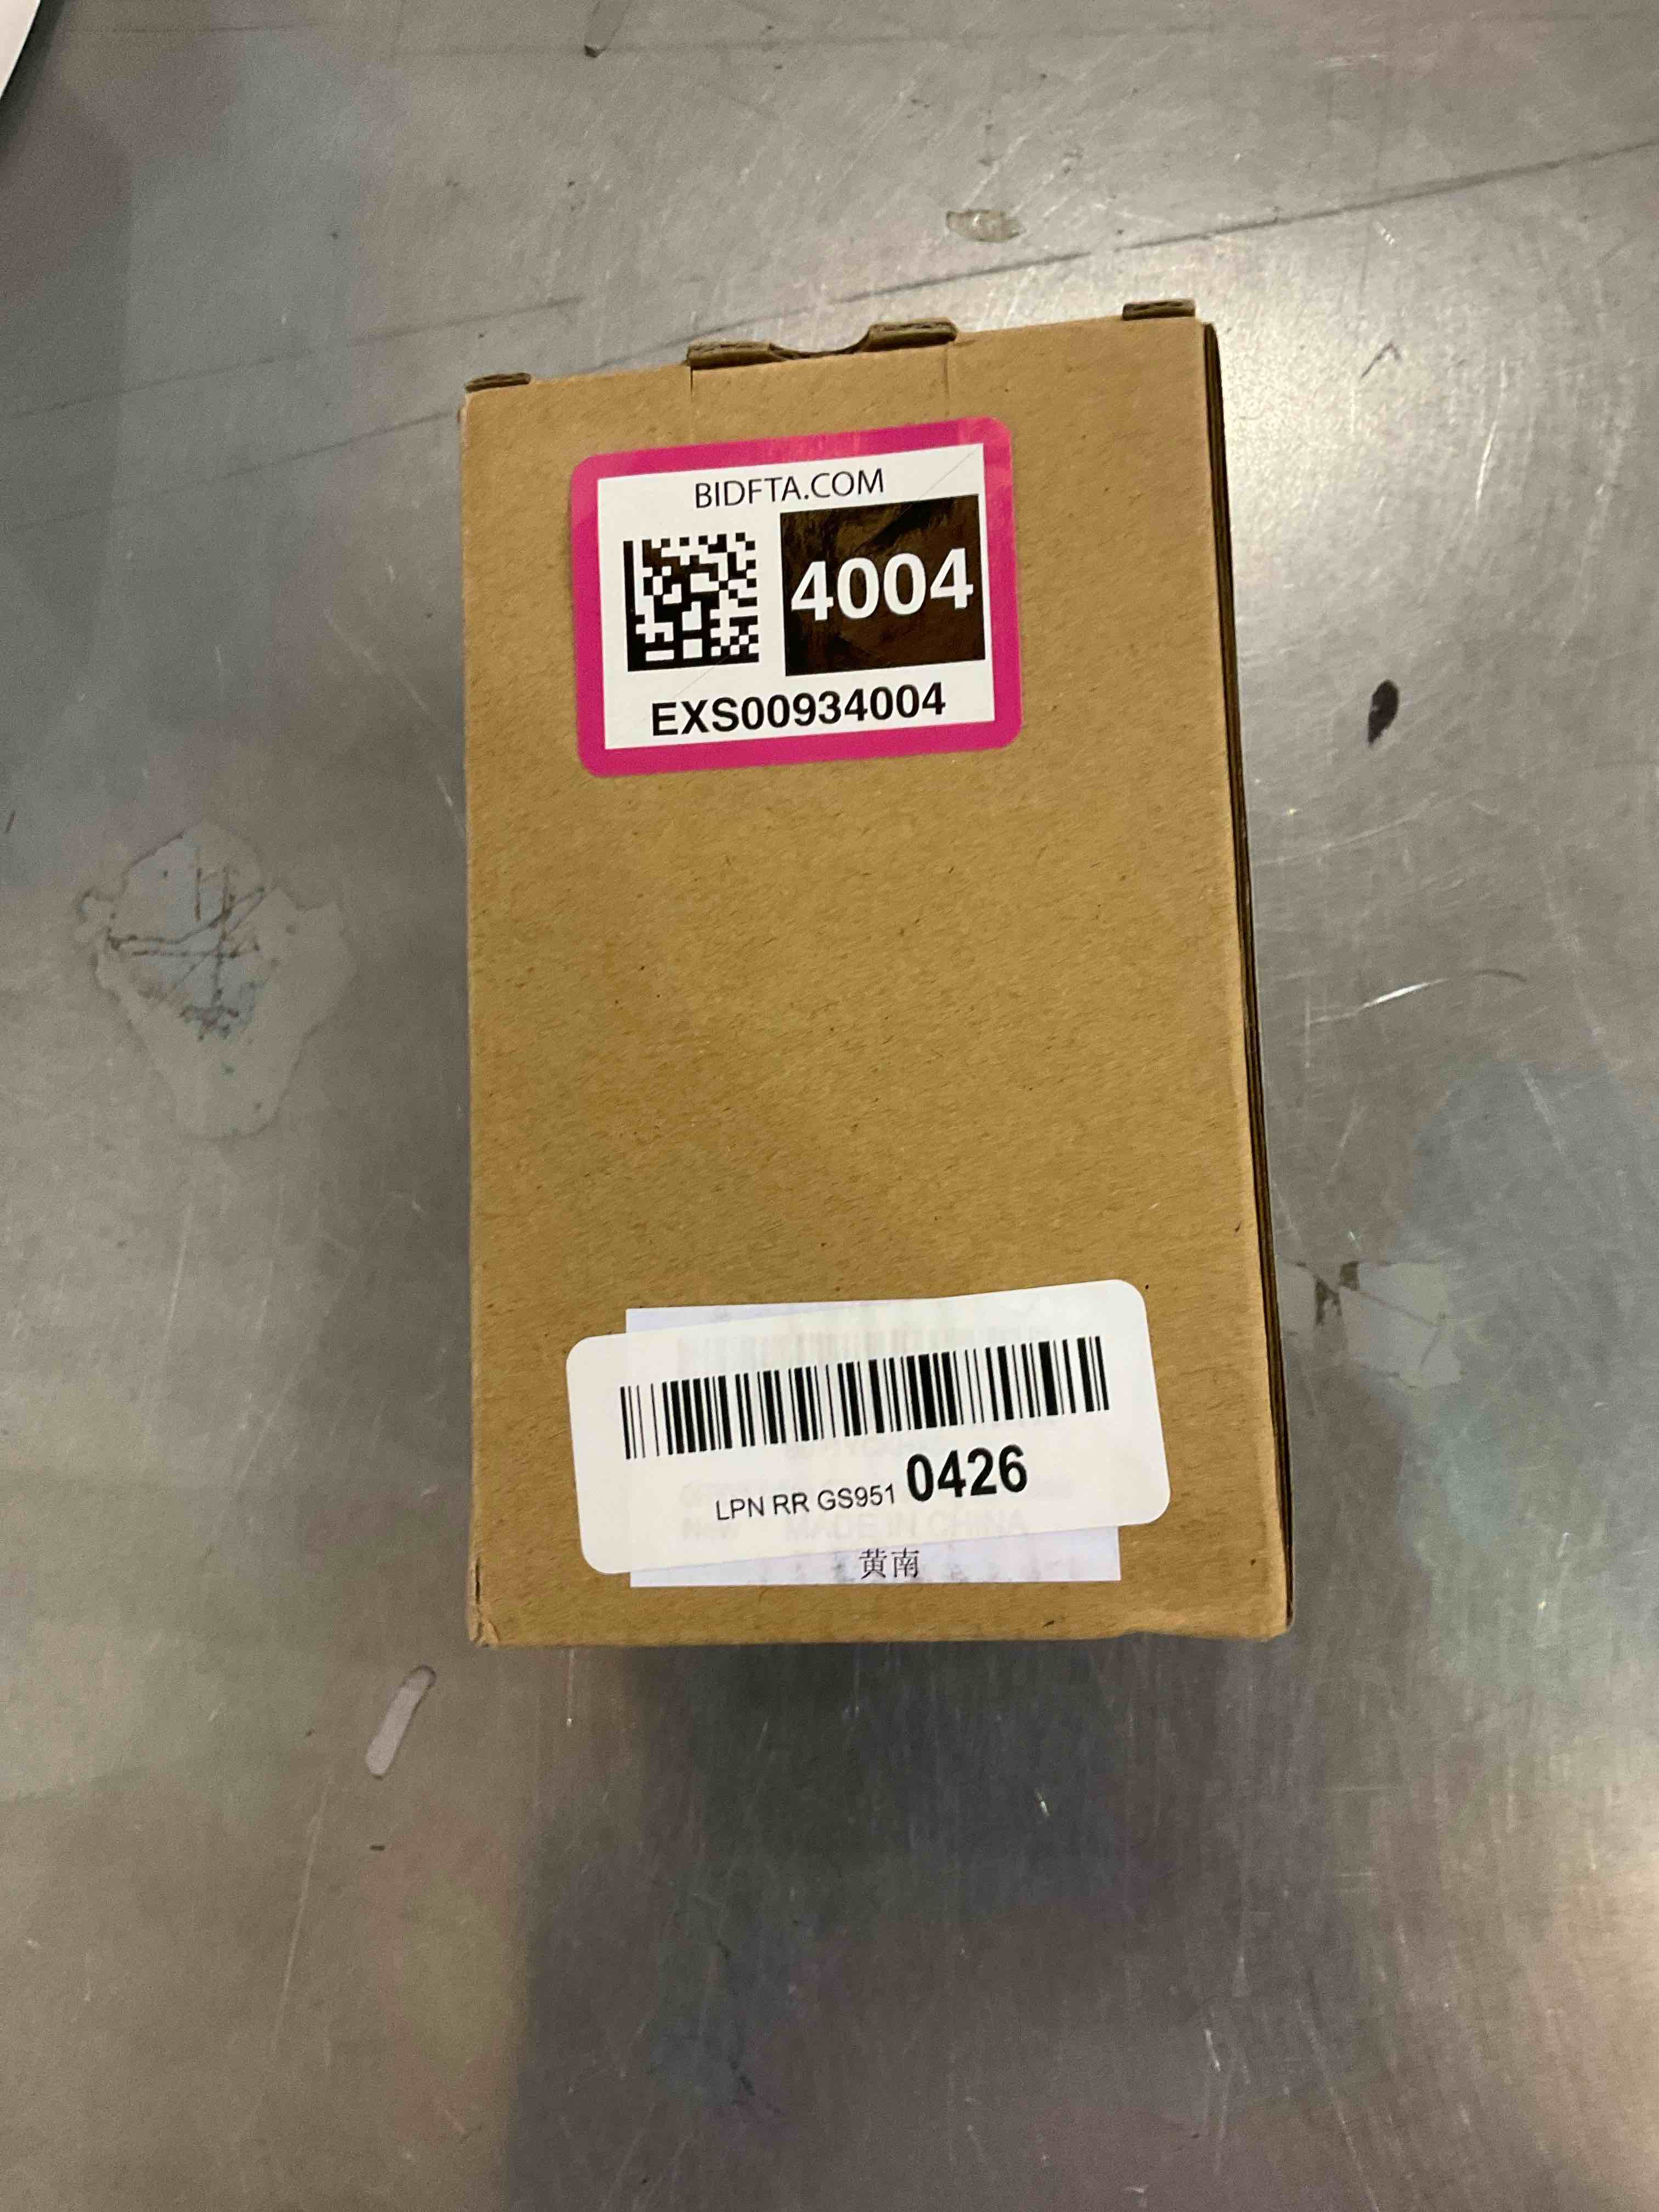 BIDFTA.COM
4004
EXS00934004
LPN RR GS951 0426
MADE IN CHINA
黄南